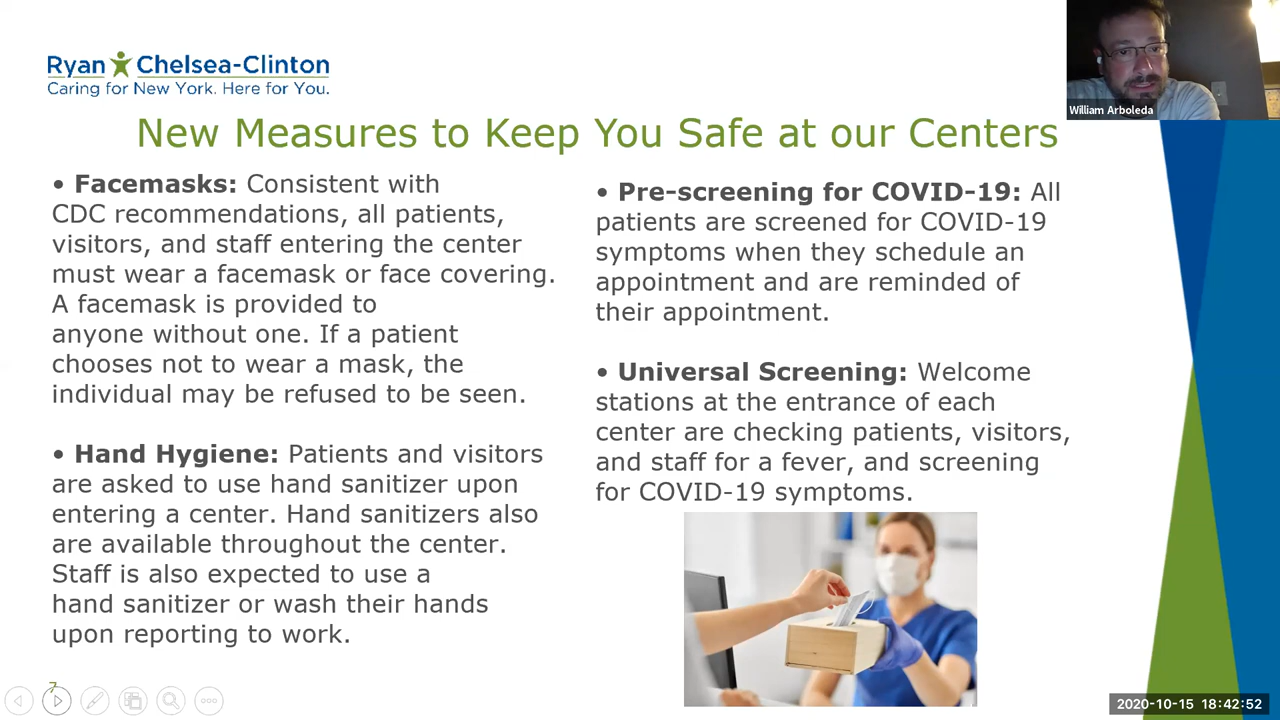 Ryan Chelsea-Clinton
Caring for New York. Here for You.
William Arboleda
New Measures to Keep You Safe at our Centers
• Facemasks: Consistent with
CDC recommendations, all patients,
visitors, and staff entering the center
must wear a facemask or face covering.
A facemask is provided to
anyone without one. If a patient
chooses not to wear a mask, the
individual may be refused to be seen.
• Hand Hygiene: Patients and visitors
are asked to use hand sanitizer upon
entering a center. Hand sanitizers also
are available throughout the center.
Staff is also expected to use a
hand sanitizer or wash their hands
upon reporting to work.
• Pre-screening for COVID-19: All
patients are screened for COVID-19
symptoms when they schedule an
appointment and are reminded of
their appointment.
• Universal Screening: Welcome
stations at the entrance of each
center are checking patients, visitors,
and staff for a fever, and screening
for COVID-19 symptoms.
7
2020-10-15 18:42:52